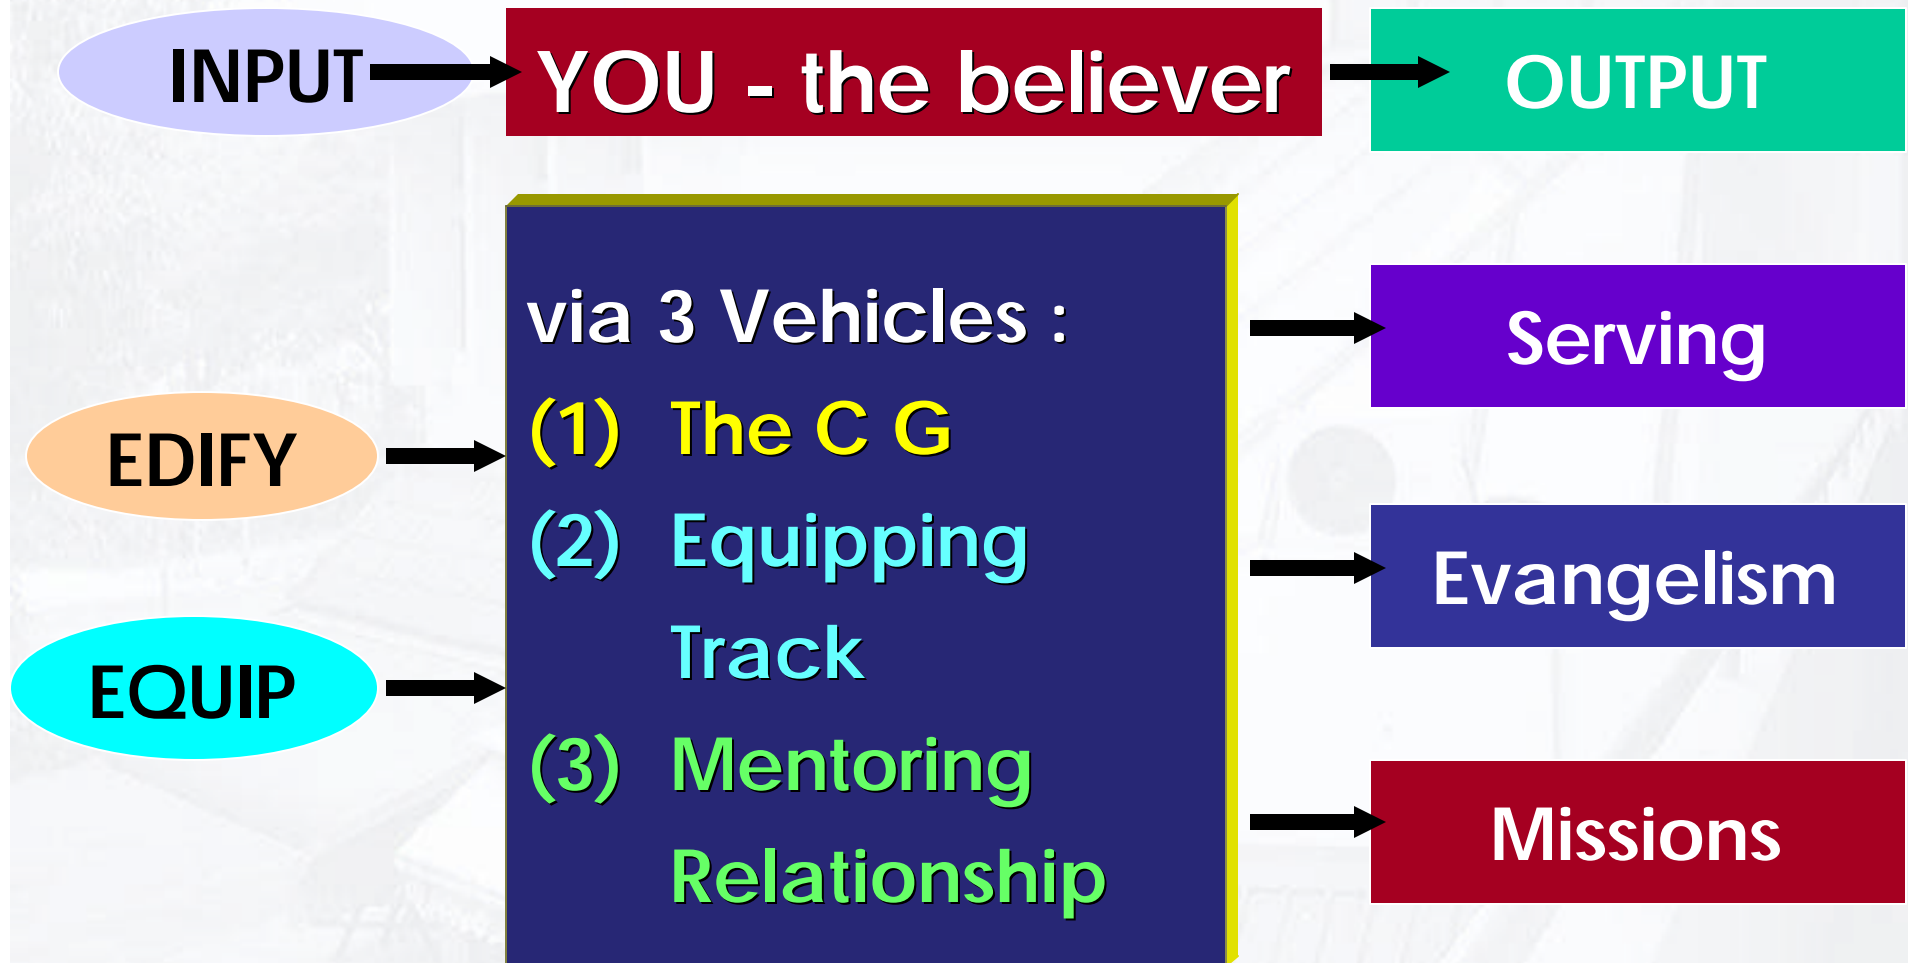 INPUT
YOU - the believer
OUTPUT
EDIFY
EQUIP
via 3 Vehicles :
(1) The C G
(2) Equipping
Track
(3) Mentoring
Relationship
Serving
Evangelism
Missions